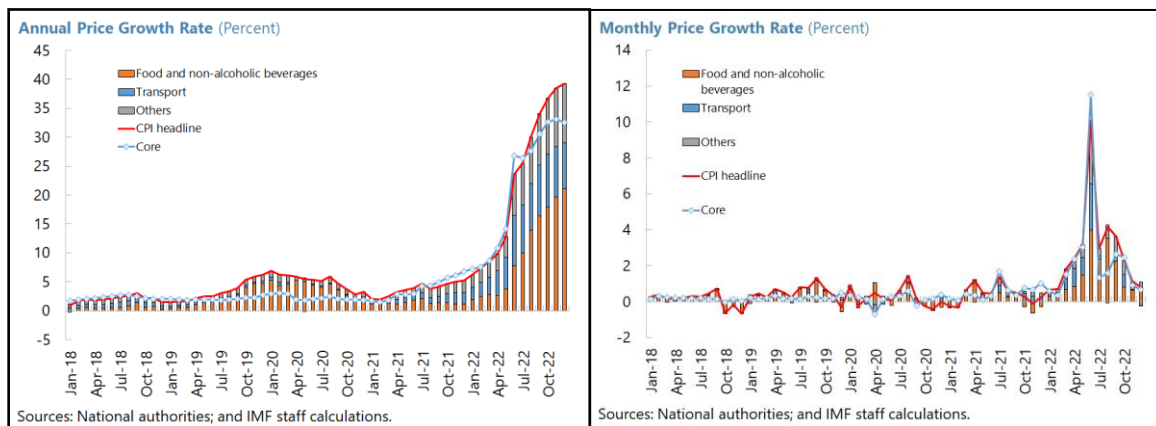 Annual Price Growth Rate (Percent)
45
40
35
30
25
20
15
10
5
0
-5
Food and non-alcoholic beverages
Transport
Others
CPI headline
Core
Jan-18
Apr-18
Jul-18
Oct-18
Jan-19
Apr-19
Jul-19
Oct-19
Jan-20
Apr-20
Jul-20
Oct-20
Jan-21
Apr-21
Jul-21
Oct-21
Jan-22
Apr-22
Jul-22
Oct-22
Sources: National authorities; and IMF staff calculations.
Monthly Price Growth Rate (Percent)
14
12
10
8
6
4
2
0
-2
Food and non-alcoholic
beverages
Transport
Others
CPI headline
Core
Jan-18
Apr-18
Jul-18
Oct-18
Jan-19
Apr-19
Jul-19
Oct-19
Jan-20
Apr-20
Jul-20
Oct-20
Jan-21
Apr-21
Jul-21
Oct-21
Jan-22
Apr-22
Jul-22
Oct-22
Sources: National authorities; and IMF staff calculations.